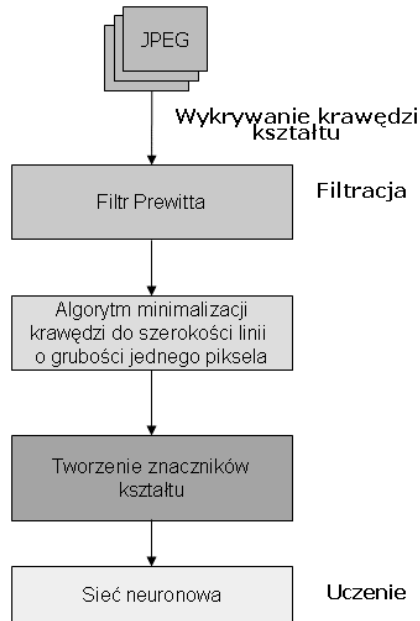 JPEG
Wykrywanie krawędzi
kształtu
Filtracja
Filtr Prewitta
Algorytm minimalizacji
krawędzi do szerokości linii
o grubości jednego piksela
Tworzenie znaczników
kształtu
Sieć neuronowa
Uczenie